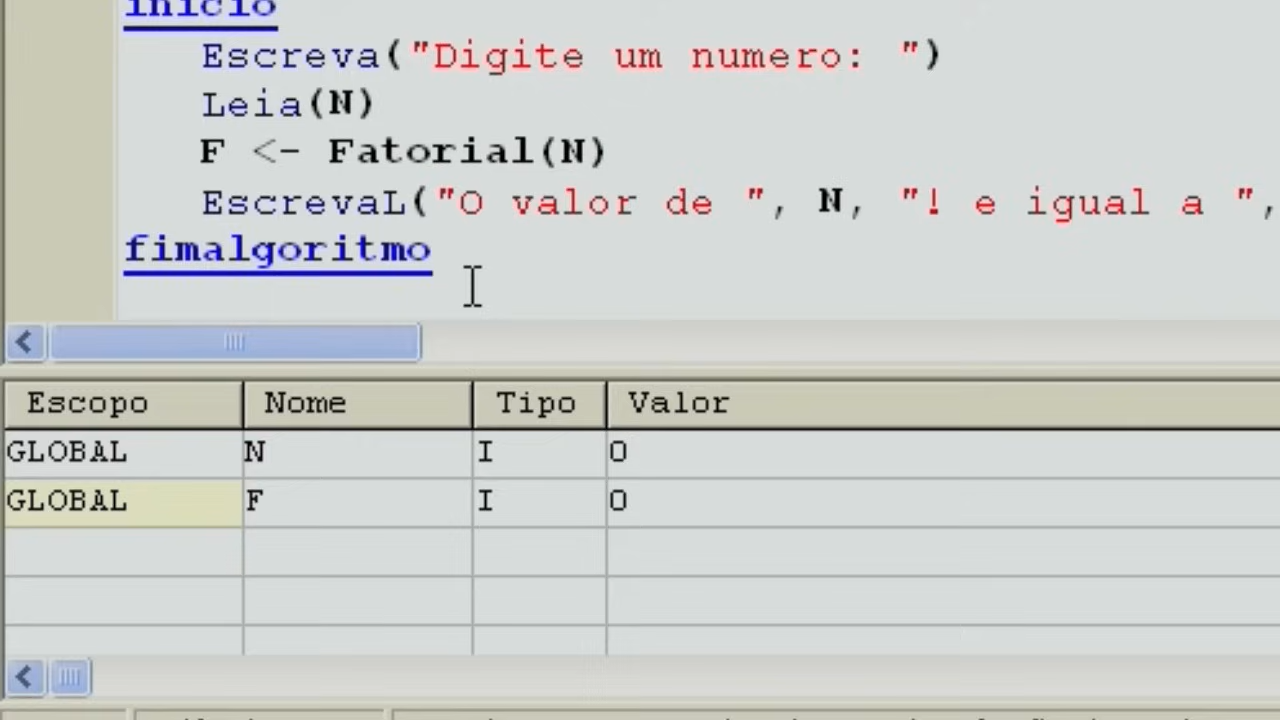 inicio
Escreva("Digite um numero: ")
Leia(N)
F <- Fatorial(N)
EscrevaL("O valor de ", N, "! e igual a ",
fimalgoritmo
Escopo Nome Tipo Valor
GLOBAL N I 0
GLOBAL F I 0